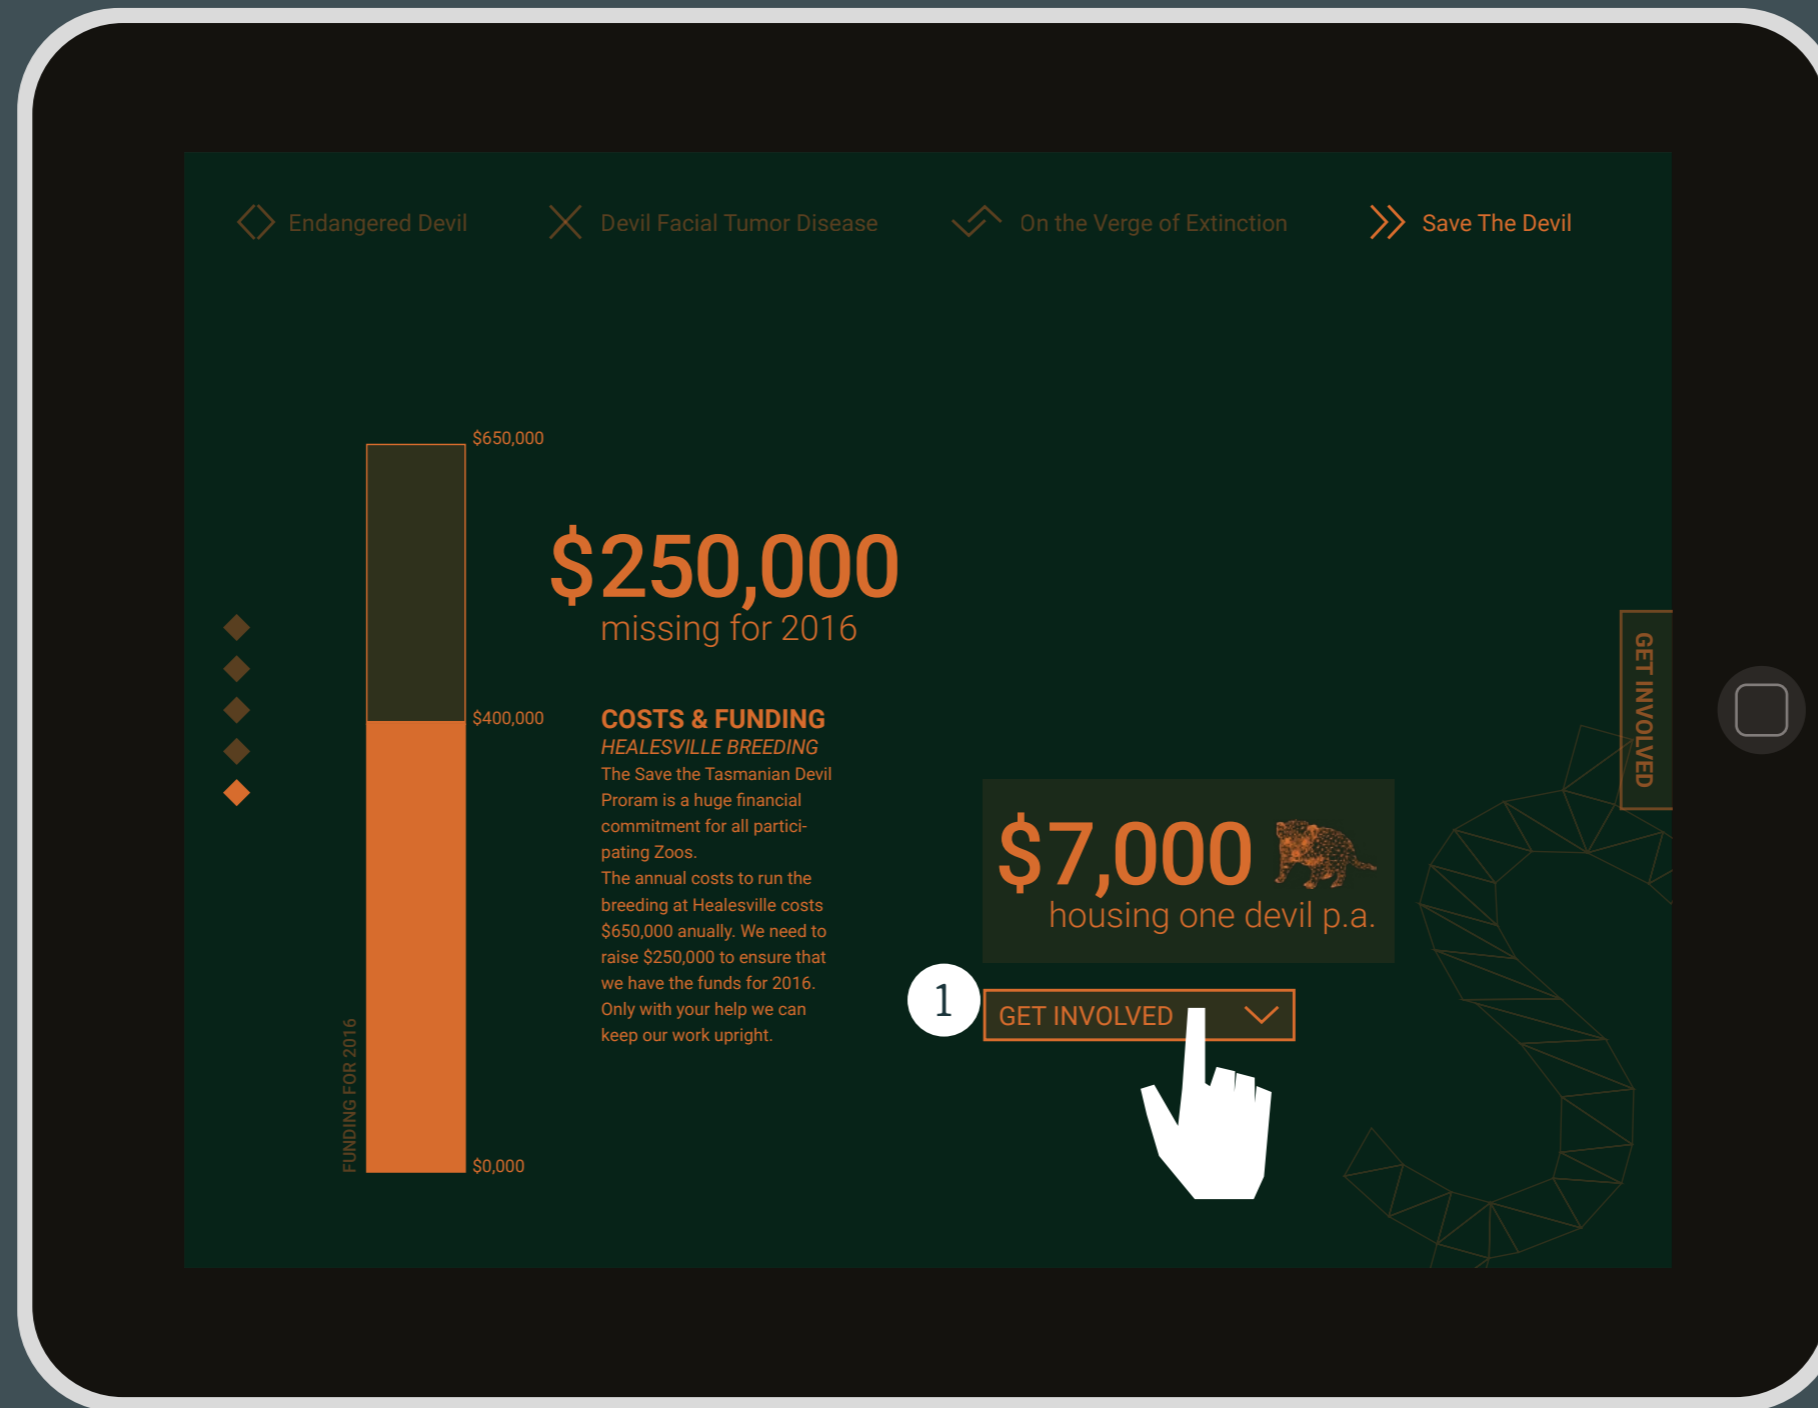 Endangered Devil
Devil Facial Tumor Disease
On the Verge of Extinction
Save The Devil
$650,000
$400,000
$0,000
FUNDING FOR 2016
$250,000
missing for 2016
COSTS & FUNDING
HEALESVILLE BREEDING
The Save the Tasmanian Devil
Proram is a huge financial
commitment for all partici-
pating Zoos.
The annual costs to run the
breeding at Healesville costs
$650,000 anually. We need to
raise $250,000 to ensure that
we have the funds for 2016.
Only with your help we can
keep our work upright.
$7,000
housing one devil p.a.
1
GET INVOLVED
GET INVOLVED